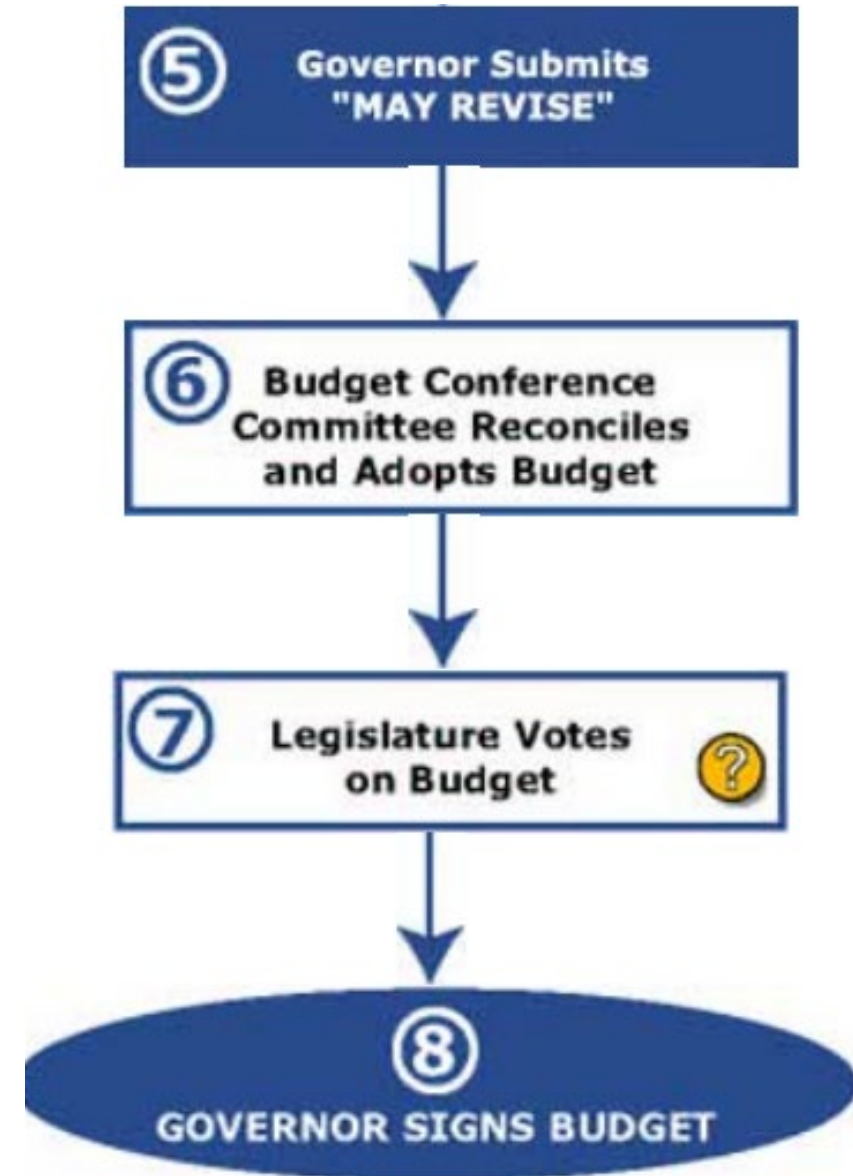 5 Governor Submits
"MAY REVISE"
6 Budget Conference
Committee Reconciles
and Adopts Budget
7 Legislature Votes
on Budget ?
8
GOVERNOR SIGNS BUDGET